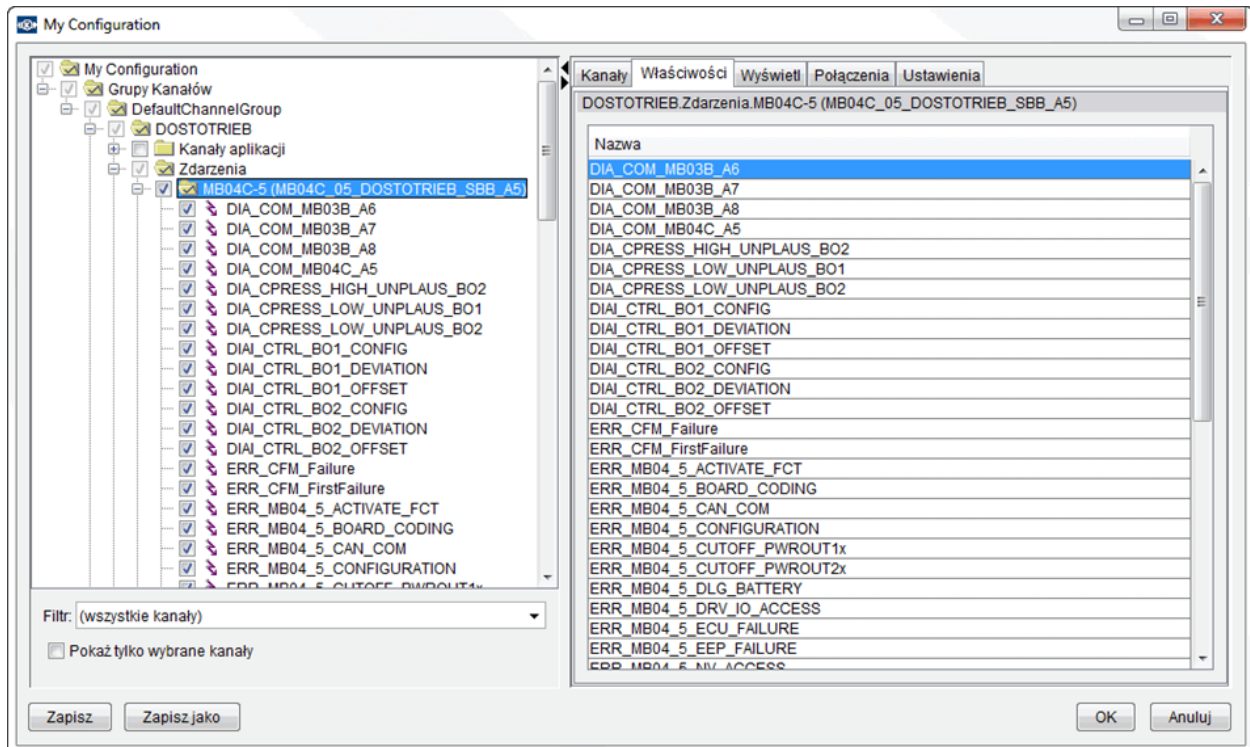 My Configuration
My Configuration
Grupy Kanałów
DefaultChannelGroup
DOSTOTRIEB
Kanały aplikacji
Zdarzenia
MB04C-5 (MB04C_05_DOSTOTRIEB_SBB_A5)
DIA_COM_MB03B_A6
DIA_COM_MB03B_A7
DIA_COM_MB03B_A8
DIA_COM_MB04C_A5
DIA_CPRESS_HIGH_UNPLAUS_BO2
DIA_CPRESS_LOW_UNPLAUS_BO1
DIA_CPRESS_LOW_UNPLAUS_BO2
DIAI_CTRL_BO1_CONFIG
DIAI_CTRL_BO1_DEVIATION
DIAI_CTRL_BO1_OFFSET
DIAI_CTRL_BO2_CONFIG
DIAI_CTRL_BO2_DEVIATION
DIAI_CTRL_BO2_OFFSET
ERR_CFM_Failure
ERR_CFM_FirstFailure
ERR_MB04_5_ACTIVATE_FCT
ERR_MB04_5_BOARD_CODING
ERR_MB04_5_CAN_COM
ERR_MB04_5_CONFIGURATION
ERR_MB04_5_CUTOFF_PWROUT1x
Filtr: (wszystkie kanały)
Pokaż tylko wybrane kanały
Kanały Właściwości Wyświetl Połączenia Ustawienia
DOSTOTRIEB.Zdarzenia.MB04C-5 (MB04C_05_DOSTOTRIEB_SBB_A5)
Nazwa
DIA_COM_MB03B_A6
DIA_COM_MB03B_A7
DIA_COM_MB03B_A8
DIA_COM_MB04C_A5
DIA_CPRESS_HIGH_UNPLAUS_BO2
DIA_CPRESS_LOW_UNPLAUS_BO1
DIA_CPRESS_LOW_UNPLAUS_BO2
DIAI_CTRL_BO1_CONFIG
DIAI_CTRL_BO1_DEVIATION
DIAI_CTRL_BO1_OFFSET
DIAI_CTRL_BO2_CONFIG
DIAI_CTRL_BO2_DEVIATION
DIAI_CTRL_BO2_OFFSET
ERR_CFM_Failure
ERR_CFM_FirstFailure
ERR_MB04_5_ACTIVATE_FCT
ERR_MB04_5_BOARD_CODING
ERR_MB04_5_CAN_COM
ERR_MB04_5_CONFIGURATION
ERR_MB04_5_CUTOFF_PWROUT1x
ERR_MB04_5_CUTOFF_PWROUT2x
ERR_MB04_5_DLG_BATTERY
ERR_MB04_5_DRV_IO_ACCESS
ERR_MB04_5_ECU_FAILURE
ERR_MB04_5_EEP_FAILURE
ERR_MB04_5_NV_ACCESS
Zapisz Zapisz jako OK Anuluj